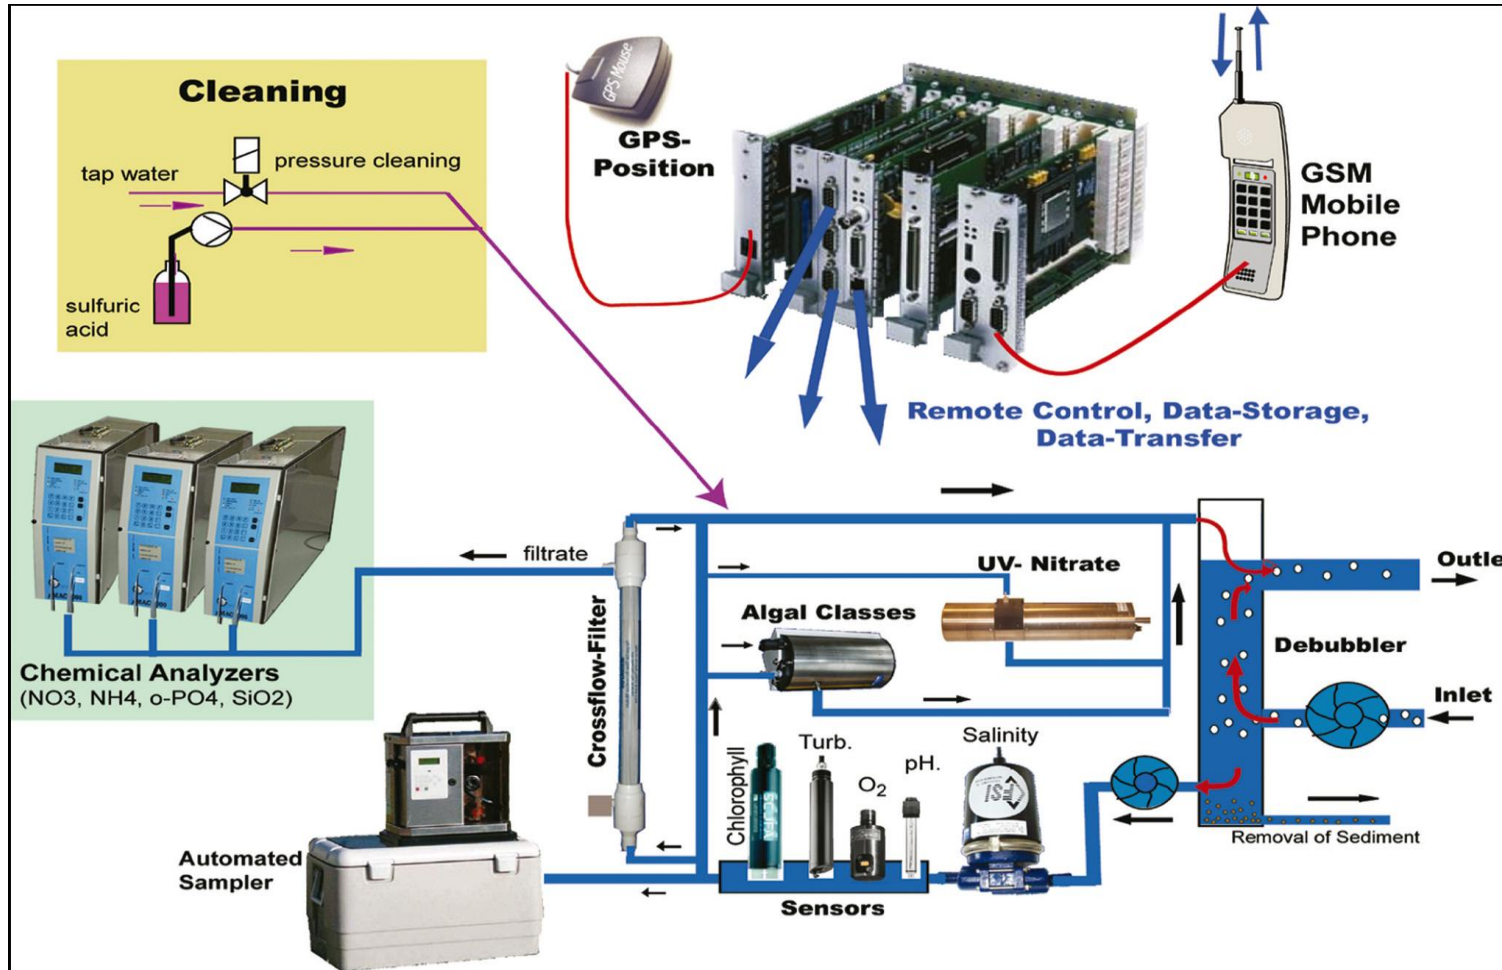 Cleaning
tap water
pressure cleaning
sulfuric
acid
GPS Mouse
GPS-
Position
GSM
Mobile
Phone
Remote Control, Data-Storage,
Data-Transfer
Chemical Analyzers
(NO3, NH4, o-PO4, SiO2)
filtrate
Crossflow-Filter
UV- Nitrate
Algal Classes
Outle
Debubbler
Inlet
Removal of Sediment
Chlorophyll
Turb.
O2
pH.
Salinity
Sensors
Automated
Sampler